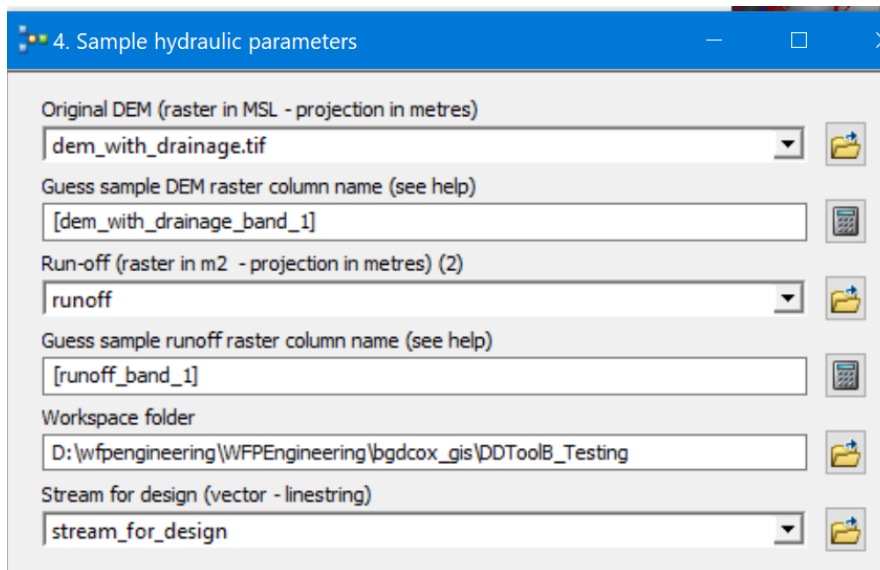 4. Sample hydraulic parameters
Original DEM (raster in MSL - projection in metres)
dem_with_drainage.tif
Guess sample DEM raster column name (see help)
[dem_with_drainage_band_1]
Run-off (raster in m2 - projection in metres) (2)
runoff
Guess sample runoff raster column name (see help)
[runoff_band_1]
Workspace folder
D:\wfpengineering\WFPEngineering\bgdcox_gis\DDToolB_Testing
Stream for design (vector - linestring)
stream_for_design